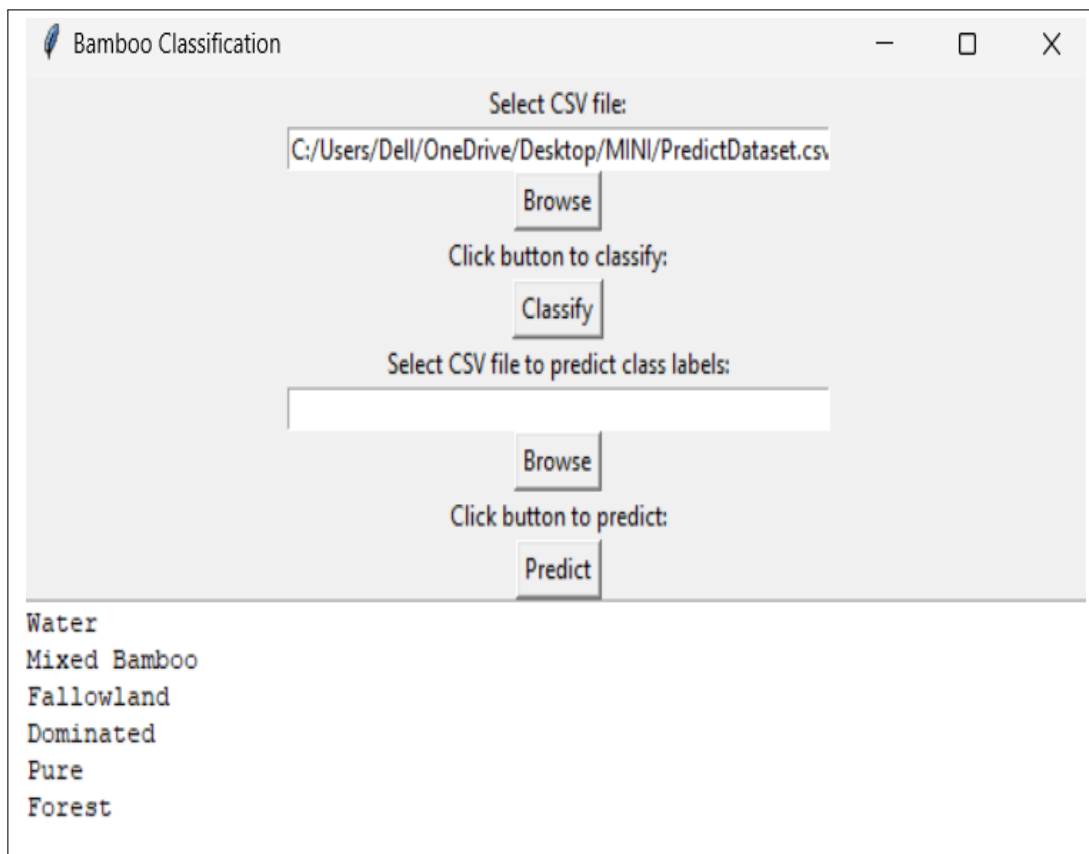 Bamboo Classification
Select CSV file:
C:/Users/Dell/OneDrive/Desktop/MINI/PredictDataset.csv
Browse
Click button to classify:
Classify
Select CSV file to predict class labels:
Browse
Click button to predict:
Predict
Water
Mixed Bamboo
Fallowland
Dominated
Pure
Forest